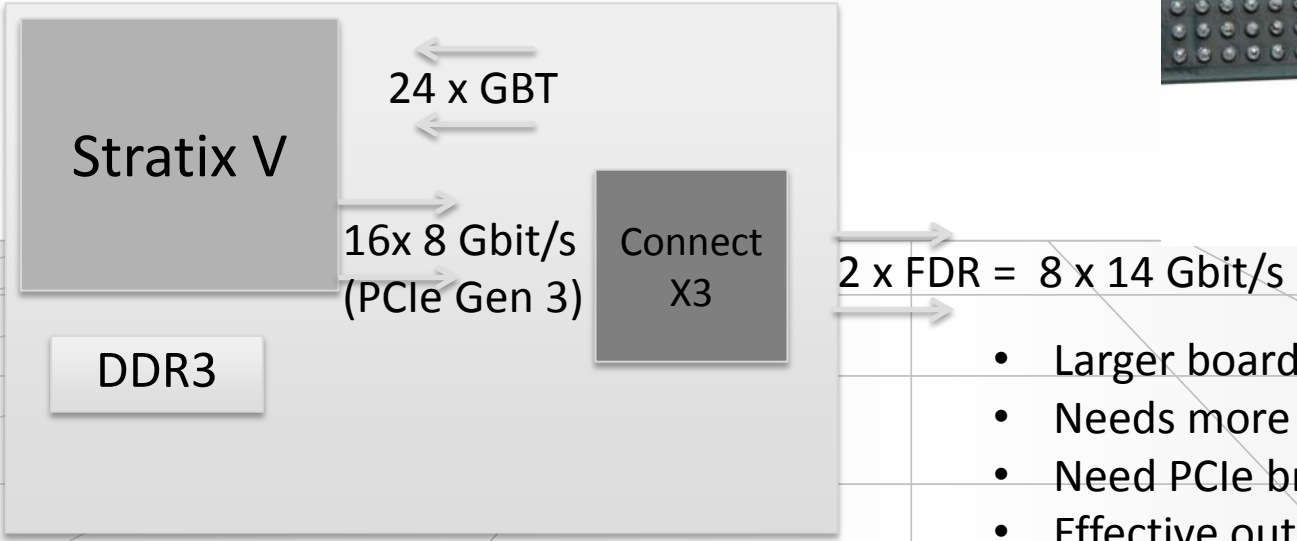 24 x GBT
Stratix V
16x 8 Gbit/s
(PCIe Gen 3)
Connect
X3
2 x FDR = 8 x 14 Gbit/s
DDR3
• Larger board
• Needs more
• Need PCIe
• Effective